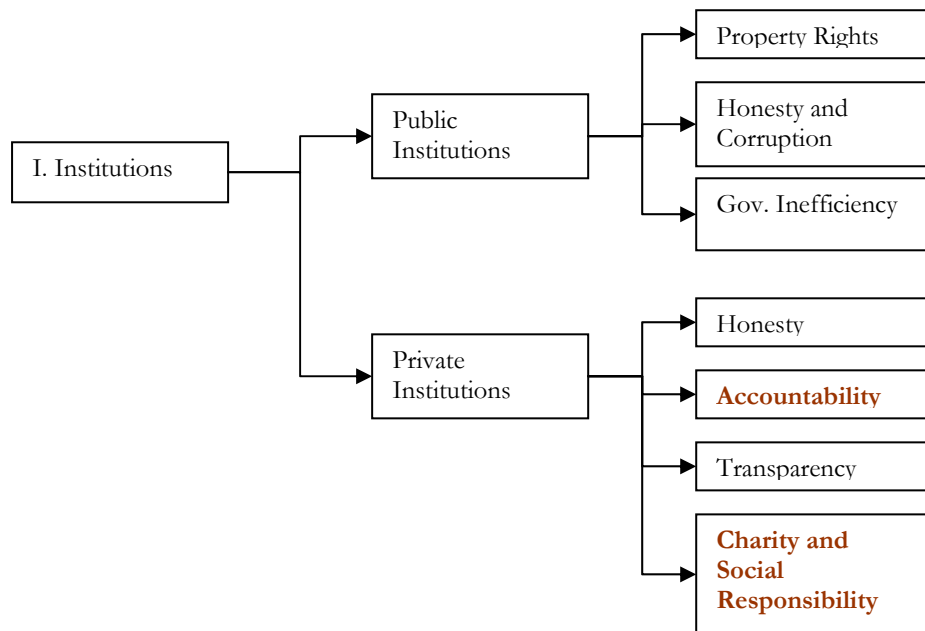 I. Institutions
Public
Institutions
Property Rights
Honesty and
Corruption
Gov. Inefficiency
Private
Institutions
Honesty
Accountability
Transparency
Charity and
Social
Responsibility